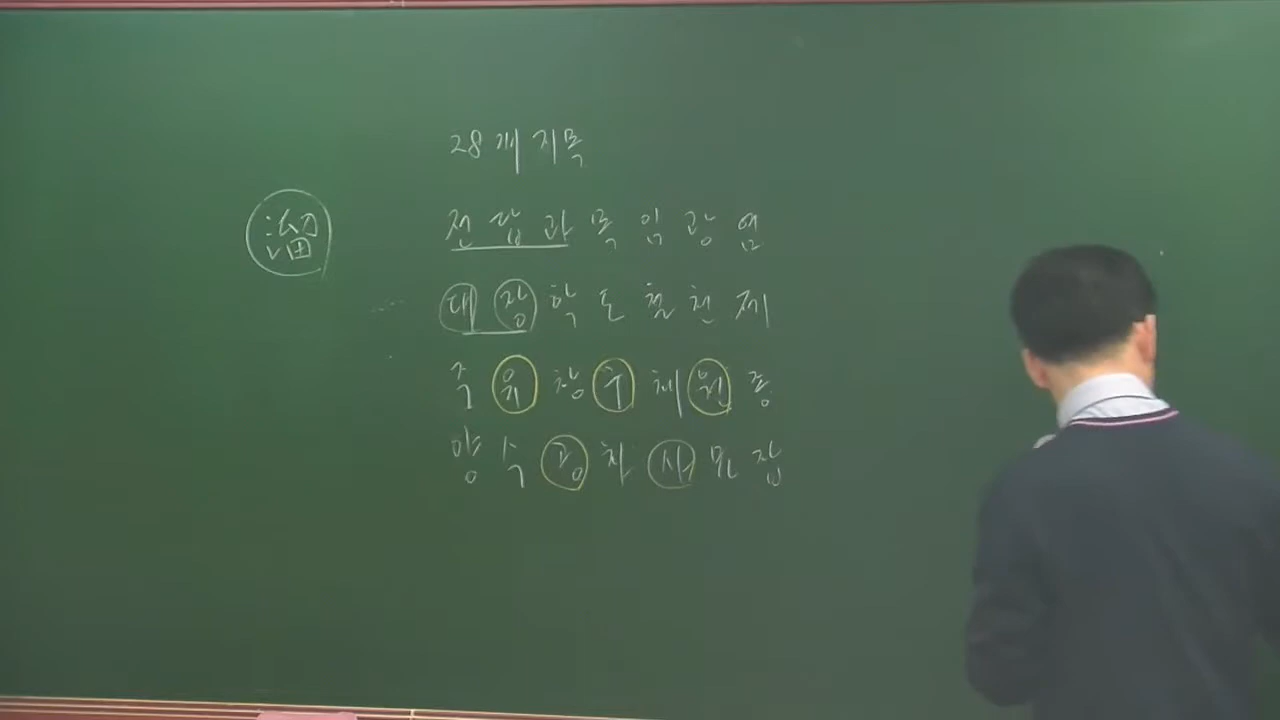 28개 지목
溜
전 답 과 목 임 광 염
대 장 학 도 철 천 제
주 유 창 수 체 원 종
양 수 공 차 사 묘 잡